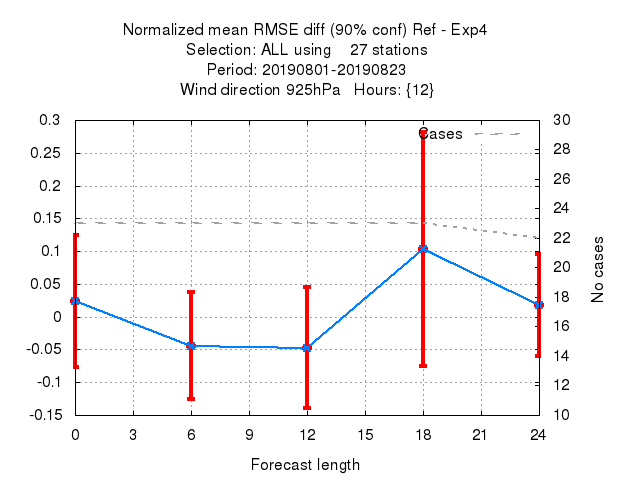 Normalized mean RMSE diff (90% conf) Ref - Exp4
Selection: ALL using    27 stations
Period: 20190801-20190823
Wind direction 925hPa   Hours: {12}
Cases
0.3
0.25
0.2
0.15
0.1
0.05
0
-0.05
-0.1
-0.15
30
28
26
24
22
20
18
16
14
12
10
No cases
0 3 6 9 12 15 18 21 24
Forecast length